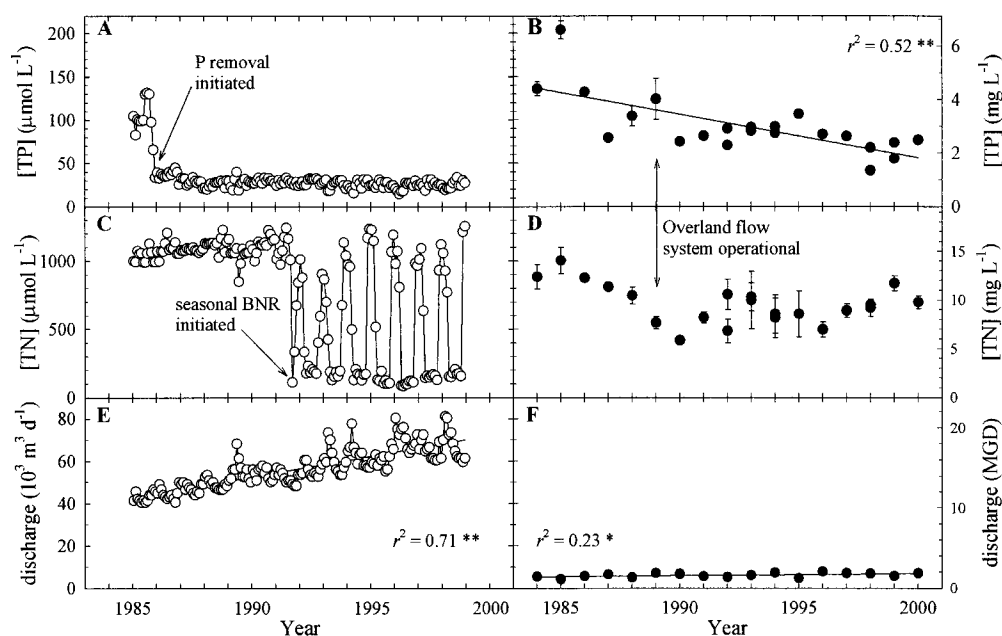 A
P removal
initiated
[TP] (μmol L⁻¹)
200
150
100
50
0
B
r² = 0.52 **
[TP] (mg L⁻¹)
6
4
2
0
C
seasonal BNR
initiated
[TN] (μmol L⁻¹)
1000
500
0
D
Overland flow
system operational
[TN] (mg L⁻¹)
15
10
5
0
E
r² = 0.71 **
discharge (10³ m³ d⁻¹)
80
60
40
20
0
1985
1990
1995
2000
Year
F
r² = 0.23 *
discharge (MGD)
20
10
0
1985
1990
1995
2000
Year